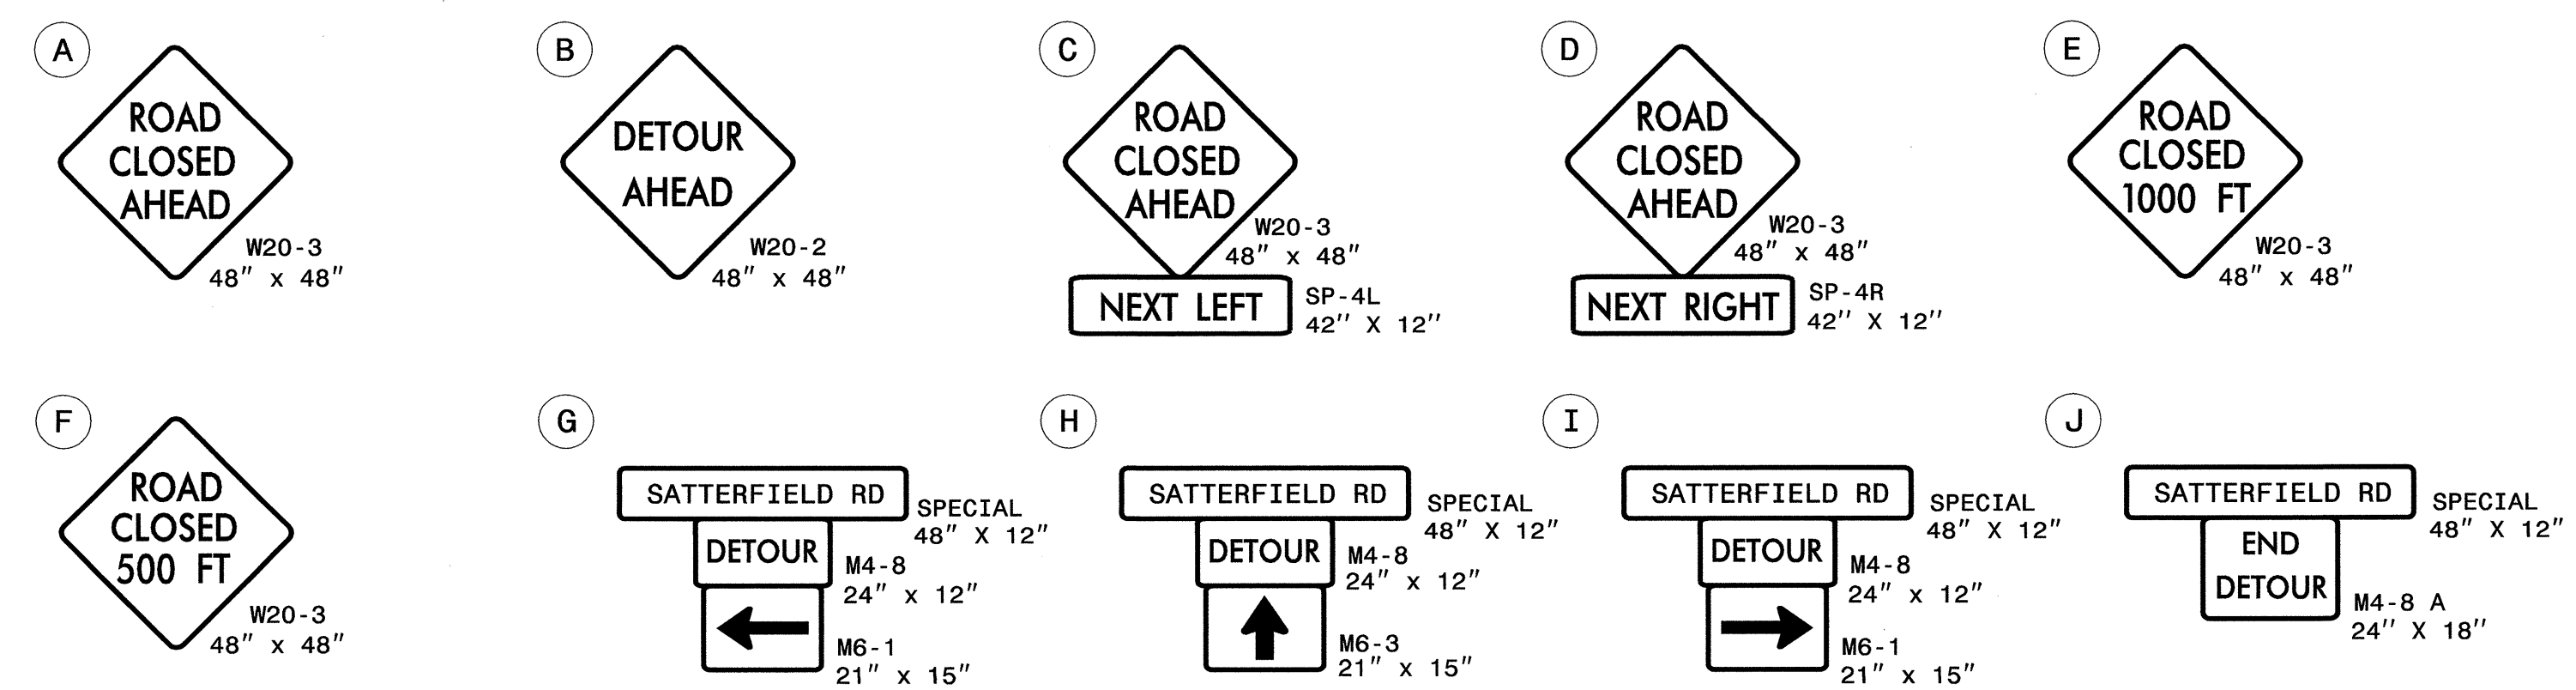 A
ROAD
CLOSED
AHEAD
W20-3
48" x 48"
B
DETOUR
AHEAD
W20-2
48" x 48"
C
ROAD
CLOSED
AHEAD
W20-3
48" x 48"
NEXT LEFT
SP-4L
42" X 12"
D
ROAD
CLOSED
AHEAD
W20-3
48" x 48"
NEXT RIGHT
SP-4R
42" X 12"
E
ROAD
CLOSED
1000 FT
W20-3
48" x 48"
F
ROAD
CLOSED
500 FT
W20-3
48" x 48"
G
SATTERFIELD RD
SPECIAL
48" X 12"
DETOUR
M4-8
24" x 12"
M6-1
21" x 15"
H
SATTERFIELD RD
SPECIAL
48" X 12"
DETOUR
M4-8
24" x 12"
M6-3
21" x 15"
I
SATTERFIELD RD
SPECIAL
48" X 12"
DETOUR
M4-8
24" x 12"
M6-1
21" x 15"
J
SATTERFIELD RD
SPECIAL
48" X 12"
END
DETOUR
M4-8 A
24" X 18"